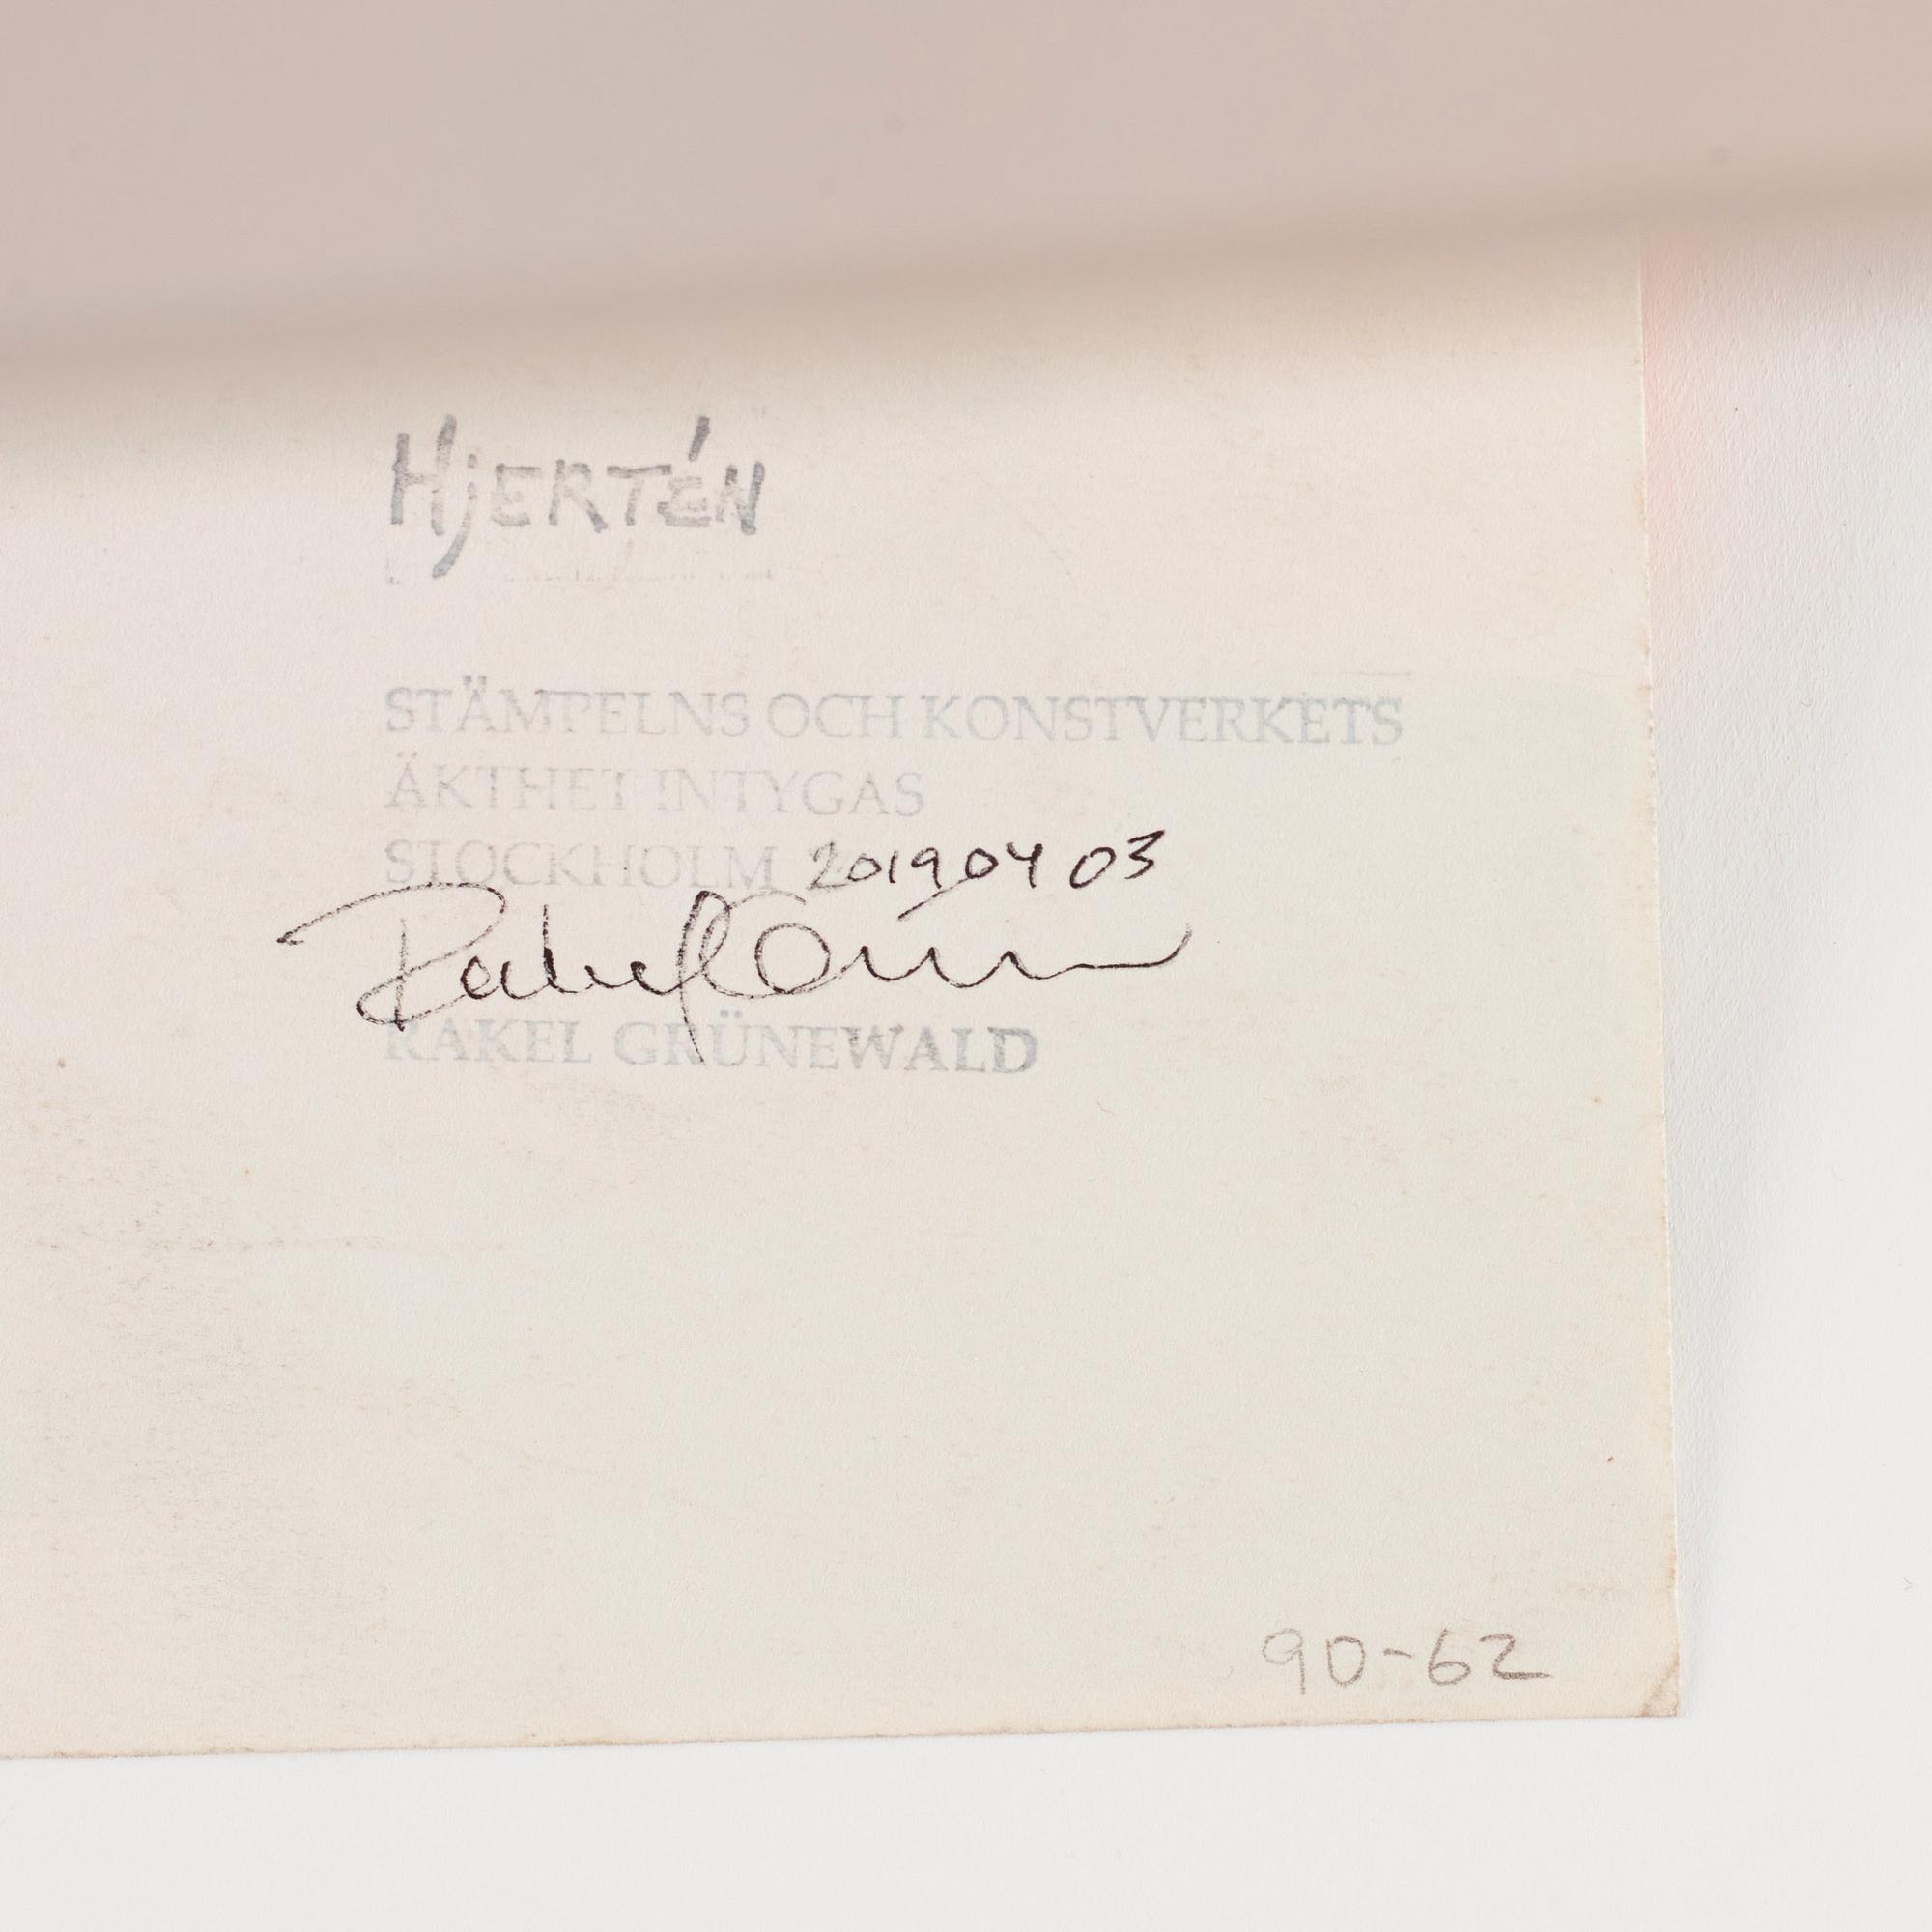 HjERTÉN
STÄMPELNS OCH KONSTVERKETS
ÄKTHET INTYGAS
STOCKHOLM 20190403
RAKEL GRÜNEWALD
90-62